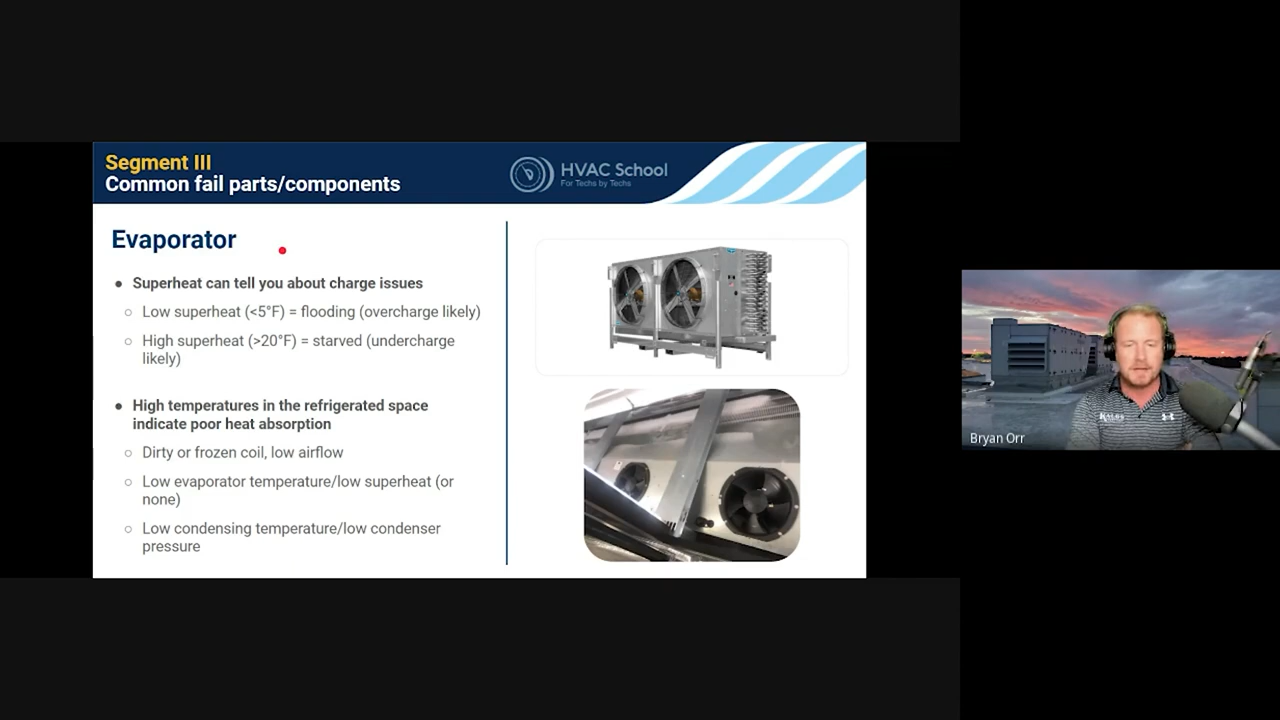 Segment III
Common fail parts/components
HVAC School
For Techs by Techs
Evaporator
● Superheat can tell you about charge issues
○ Low superheat (<5°F) = flooding (overcharge likely)
○ High superheat (>20°F) = starved (undercharge
likely)
● High temperatures in the refrigerated space
indicate poor heat absorption
○ Dirty or frozen coil, low airflow
○ Low evaporator temperature/low superheat (or
none)
○ Low condensing temperature/low condenser
pressure
KALOS
Bryan Orr